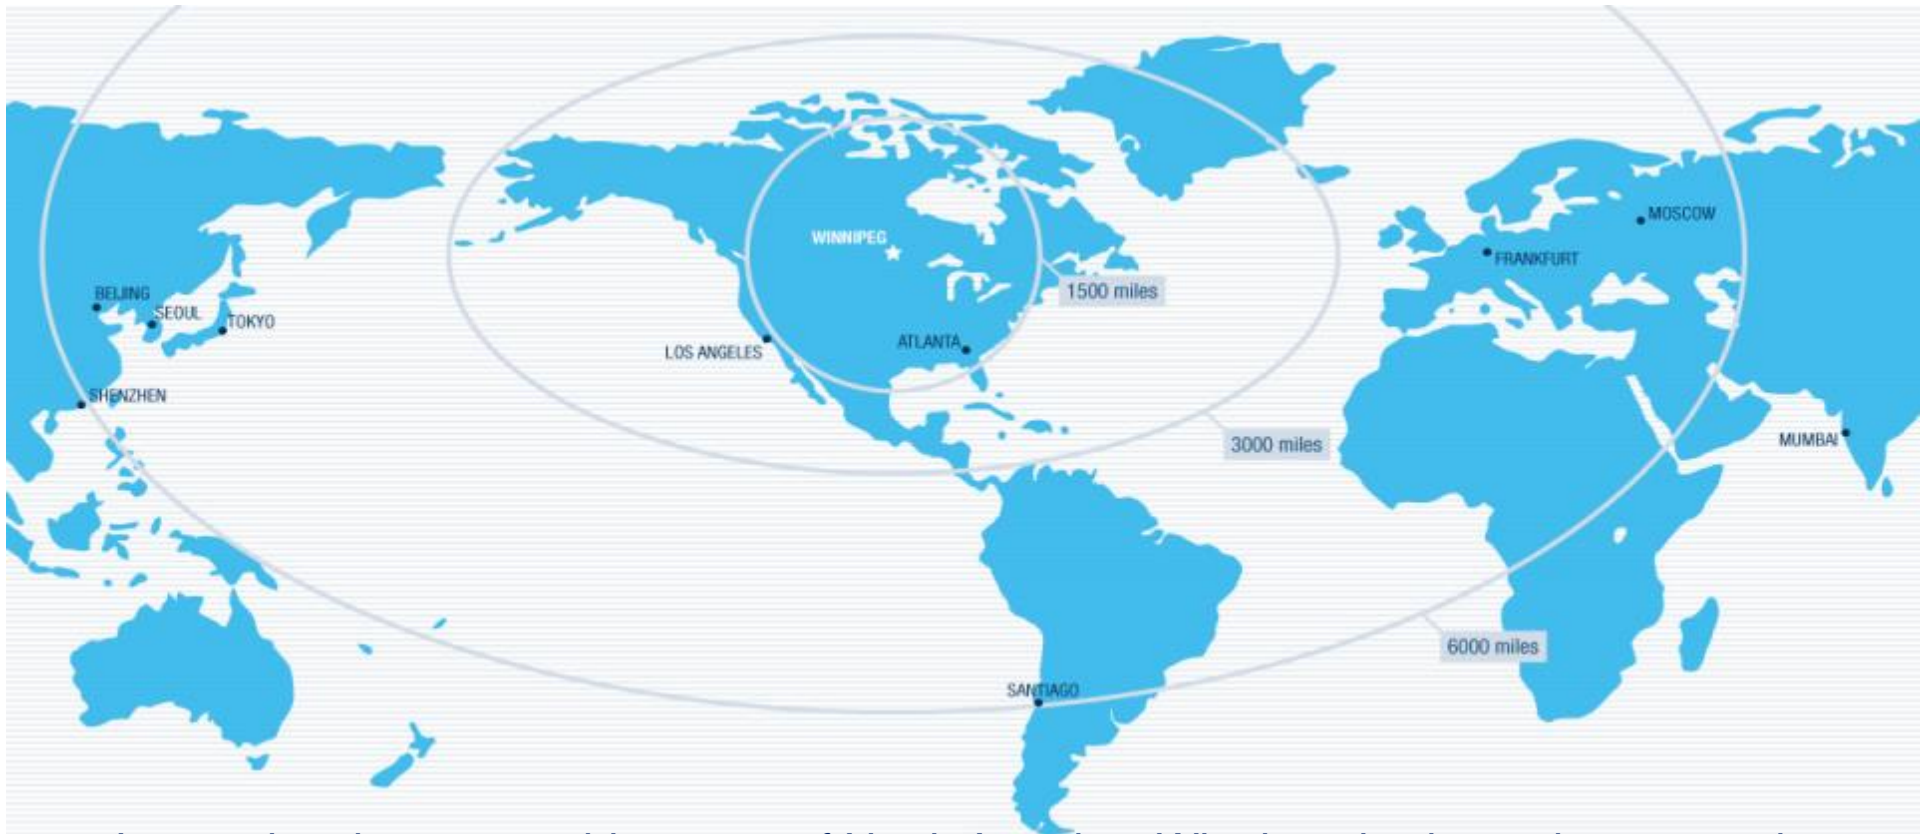 MOSCOW
WINNIPEG
FRANKFURT
1500 miles
BEIJING
SEOUL
TOKYO
ATLANTA
LOS ANGELES
SHENZHEN
3000 miles
MUMBAI
6000 miles
SANTIAGO